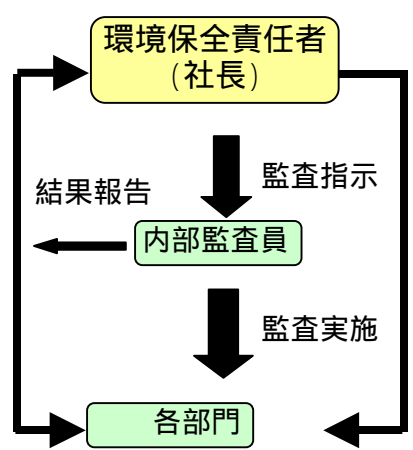 環境保全責任者
(社長)
監査指示
結果報告
内部監査員
監査実施
各部門